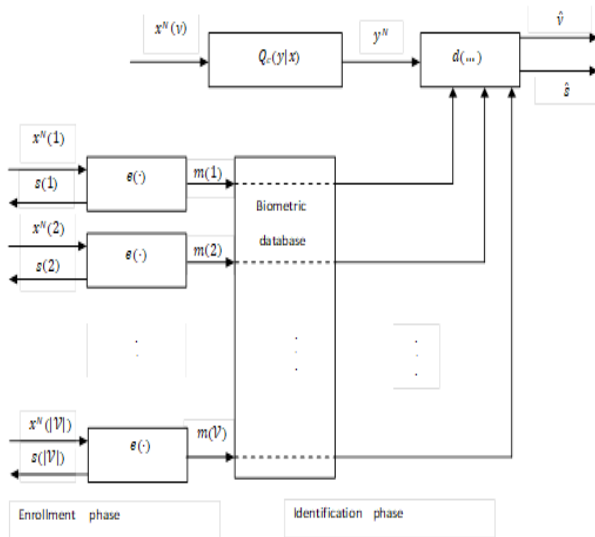 x^N(v)
Q_c(y|x)
y^N
d(…)
v̂
ŝ
x^N(1)
s(1)
e(·)
m(1)
x^N(2)
s(2)
e(·)
m(2)
Biometric
database
x^N(|𝒱|)
s(|𝒱|)
e(·)
m(𝒱)
Enrollment phase
Identification phase